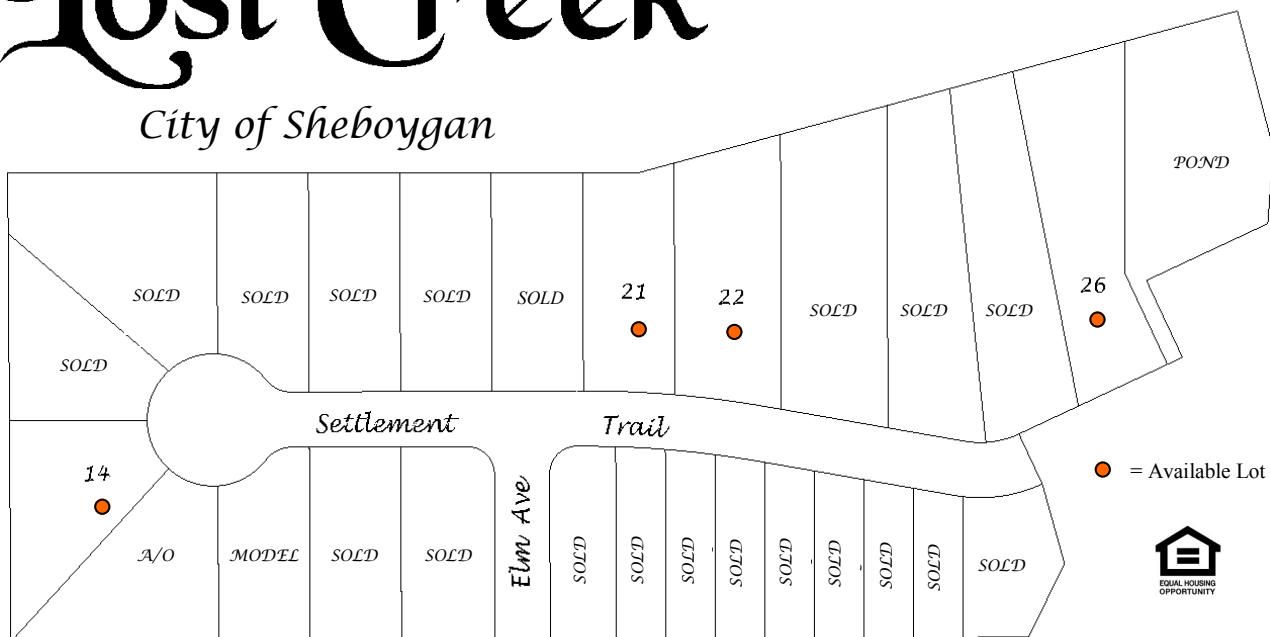 Lost Creek
City of Sheboygan
POND
SOLD
SOLD
SOLD
SOLD
SOLD
21
22
SOLD
SOLD
SOLD
26
SOLD
Settlement Trail
14
= Available Lot
A/O
MODEL
SOLD
SOLD
Elm Ave
SOLD
SOLD
SOLD
SOLD
SOLD
SOLD
SOLD
SOLD
SOLD
EQUAL HOUSING
OPPORTUNITY